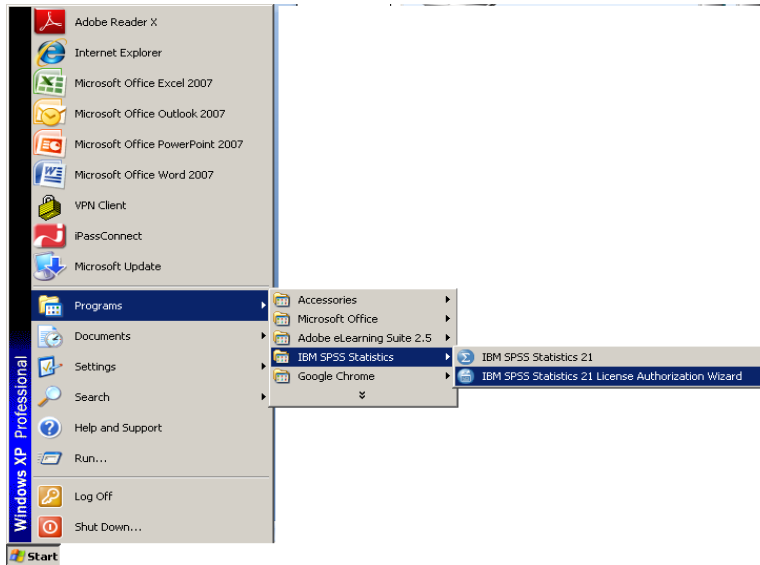 Adobe Reader X
Internet Explorer
Microsoft Office Excel 2007
Microsoft Office Outlook 2007
Microsoft Office PowerPoint 2007
Microsoft Office Word 2007
VPN Client
iPassConnect
Microsoft Update
Programs
Documents
Settings
Search
Help and Support
Run...
Log Off
Shut Down...
Windows XP Professional
Start
Accessories
Microsoft Office
Adobe eLearning Suite 2.5
IBM SPSS Statistics
Google Chrome
IBM SPSS Statistics 21
IBM SPSS Statistics 21 License Authorization Wizard